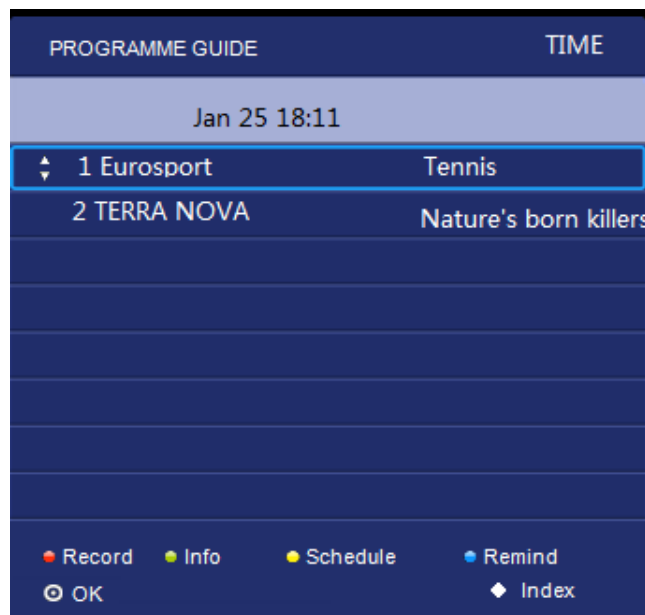 PROGRAMME GUIDE TIME
Jan 25 18:11
1 Eurosport Tennis
2 TERRA NOVA Nature's born killers
Record Info Schedule Remind
OK Index